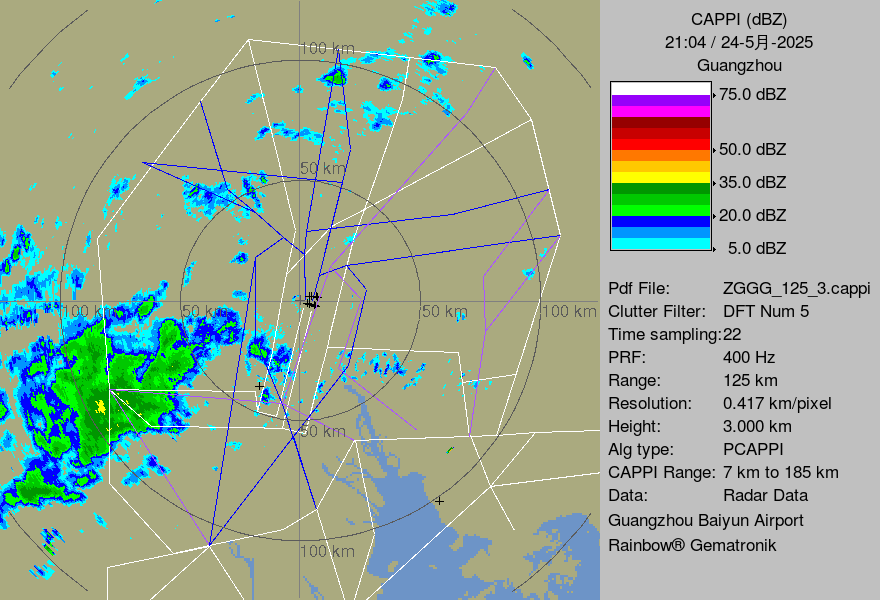 CAPPI (dBZ)
21:04 / 24-5月-2025
Guangzhou
75.0 dBZ
50.0 dBZ
35.0 dBZ
20.0 dBZ
5.0 dBZ
Pdf File: ZGGG_125_3.cappi
Clutter Filter: DFT Num 5
Time sampling:22
PRF: 400 Hz
Range: 125 km
Resolution: 0.417 km/pixel
Height: 3.000 km
Alg type: PCAPPI
CAPPI Range: 7 km to 185 km
Data: Radar Data
Guangzhou Baiyun Airport
Rainbow® Gematronik
100 km
50 km
100 km
50 km
50 km
100 km
50 km
100 km